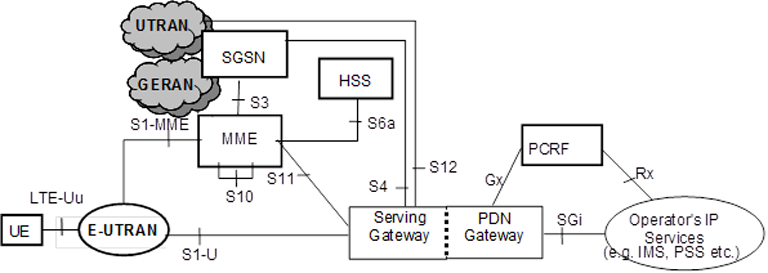 UTRAN
SGSN
GERAN
HSS
S3
S1-MME
MME
S6a
S10
S11
S4
S12
Gx
PCRF
Rx
LTE-Uu
UE
E-UTRAN
S1-U
Serving
Gateway
PDN
Gateway
SGi
Operator's IP
Services
(e.g. IMS, PSS etc.)